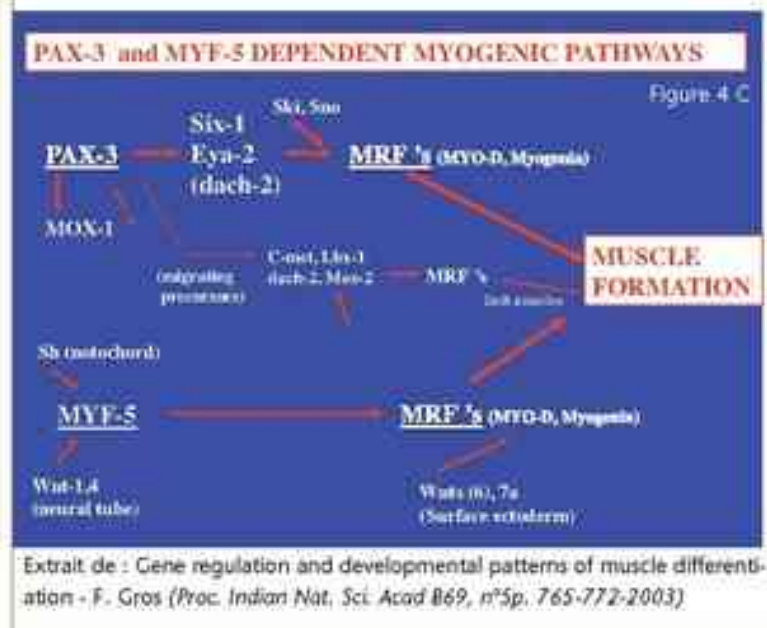 PAX-3 and MYF-5 DEPENDENT MYOGENIC PATHWAYS
Figure 4 C
Ski, Sno
Six-1
PAX-3 Eya-2 MRF 's (MYO-D, Myogenin)
(dach-2)
MOX-1
C-met, Lbx-1
(migrating dach-2, Mox-2 MRF 's
precursors)
MUSCLE
FORMATION
Sh (notochord)
MYF-5 MRF 's (MYO-D, Myogenin)
Wnt-1,4 Wnts (6), 7a
(neural tube) (Surface ectoderm)
Extrait de : Gene regulation and developmental patterns of muscle differenti-
ation - F. Gros (Proc. Indian Nat. Sci. Acad B69, n°5p. 765-772-2003)